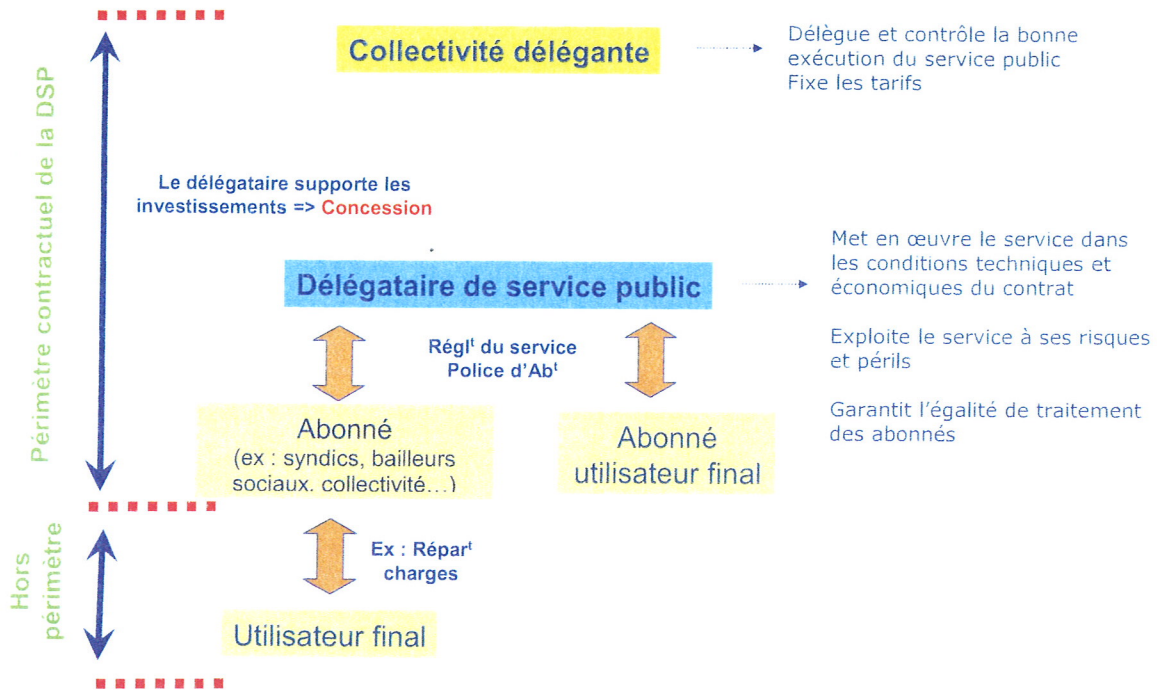 Collectivité délégante
Délègue et contrôle la bonne
exécution du service public
Fixe les tarifs
Périmètre contractuel de la DSP
Le délégataire supporte les
investissements => Concession
Délégataire de service public
Met en œuvre le service dans
les conditions techniques et
économiques du contrat
Exploite le service à ses risques
et périls
Garantit l'égalité de traitement
des abonnés
Réglᵗ du service
Police d'Abᵗ
Abonné
(ex : syndics, bailleurs
sociaux. collectivité…)
Abonné
utilisateur final
Hors
périmètre
Ex : Réparᵗ
charges
Utilisateur final